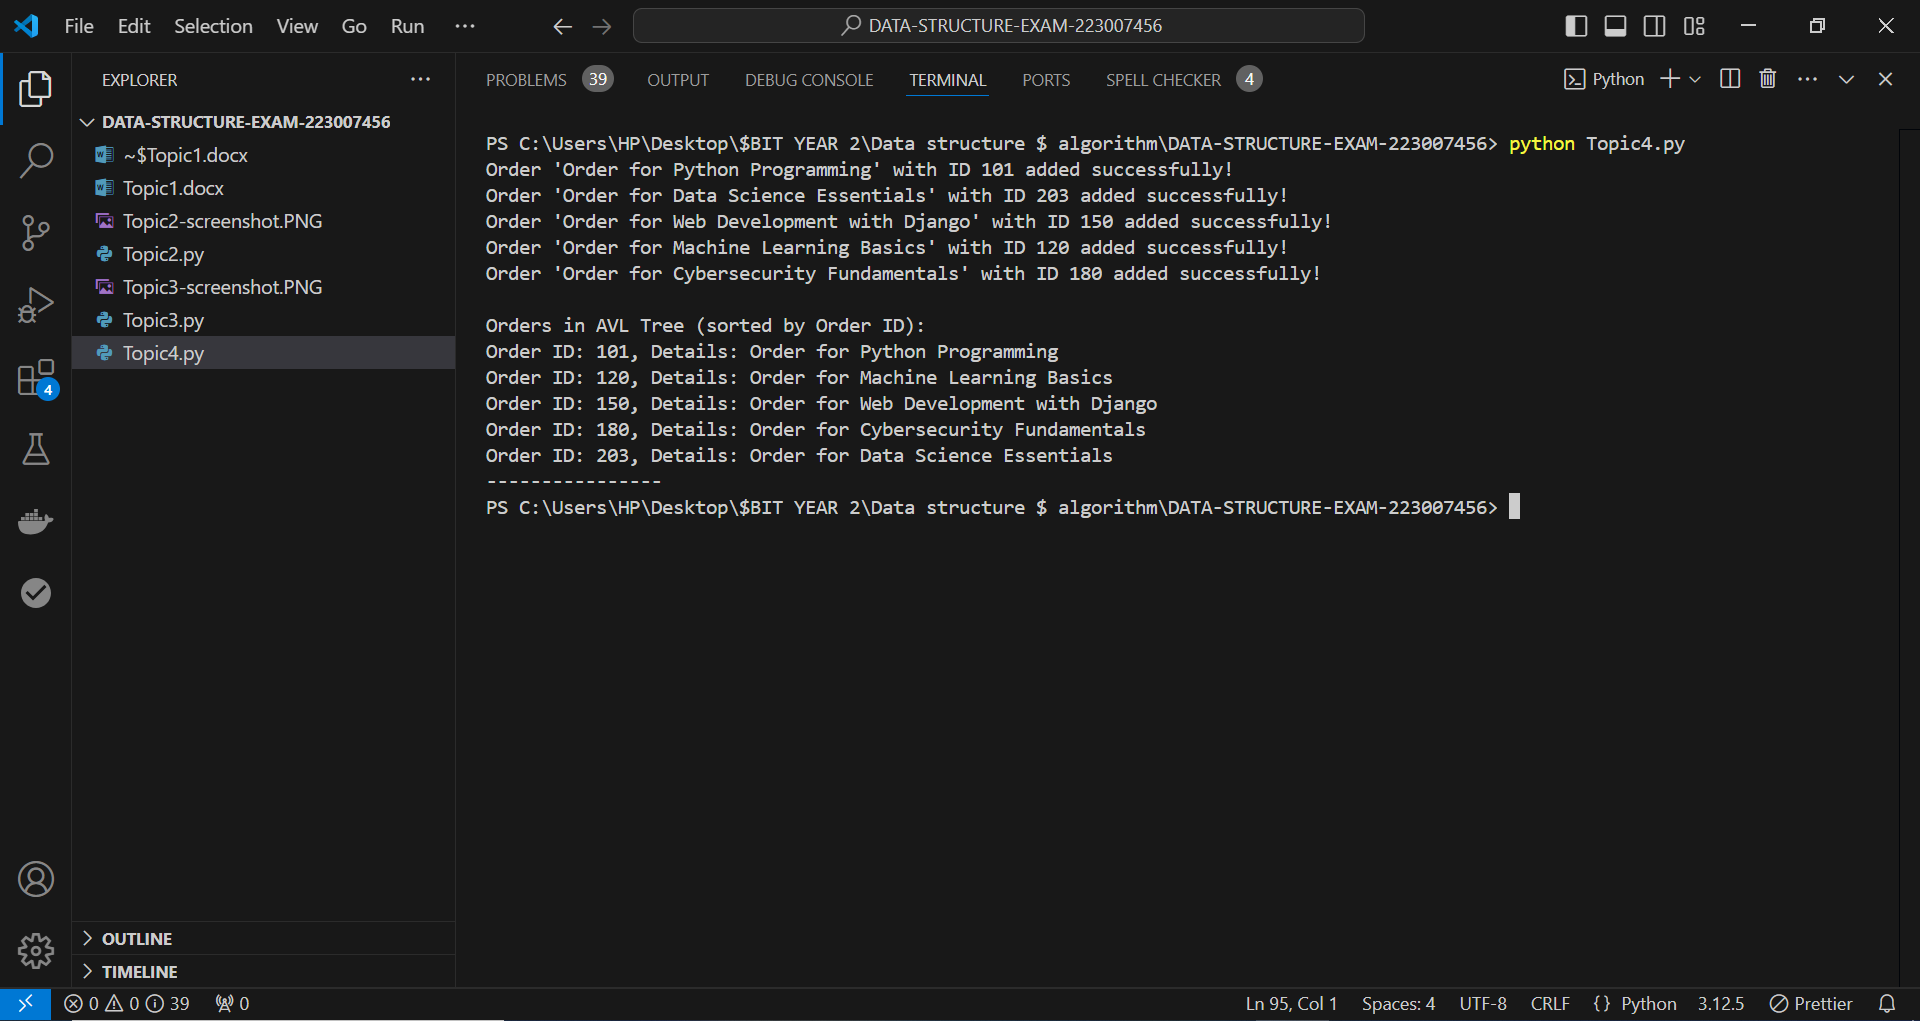 File Edit Selection View Go Run ··· DATA-STRUCTURE-EXAM-223007456
EXPLORER ···
DATA-STRUCTURE-EXAM-223007456
~$Topic1.docx
Topic1.docx
Topic2-screenshot.PNG
Topic2.py
Topic3-screenshot.PNG
Topic3.py
Topic4.py
4
OUTLINE
TIMELINE
PROBLEMS 39 OUTPUT DEBUG CONSOLE TERMINAL PORTS SPELL CHECKER 4 Python ···
PS C:\Users\HP\Desktop\$BIT YEAR 2\Data structure $ algorithm\DATA-STRUCTURE-EXAM-223007456> python Topic4.py
Order 'Order for Python Programming' with ID 101 added successfully!
Order 'Order for Data Science Essentials' with ID 203 added successfully!
Order 'Order for Web Development with Django' with ID 150 added successfully!
Order 'Order for Machine Learning Basics' with ID 120 added successfully!
Order 'Order for Cybersecurity Fundamentals' with ID 180 added successfully!
Orders in AVL Tree (sorted by Order ID):
Order ID: 101, Details: Order for Python Programming
Order ID: 120, Details: Order for Machine Learning Basics
Order ID: 150, Details: Order for Web Development with Django
Order ID: 180, Details: Order for Cybersecurity Fundamentals
Order ID: 203, Details: Order for Data Science Essentials
----------------
PS C:\Users\HP\Desktop\$BIT YEAR 2\Data structure $ algorithm\DATA-STRUCTURE-EXAM-223007456>
0 0 39 0 Ln 95, Col 1 Spaces: 4 UTF-8 CRLF {} Python 3.12.5 Prettier